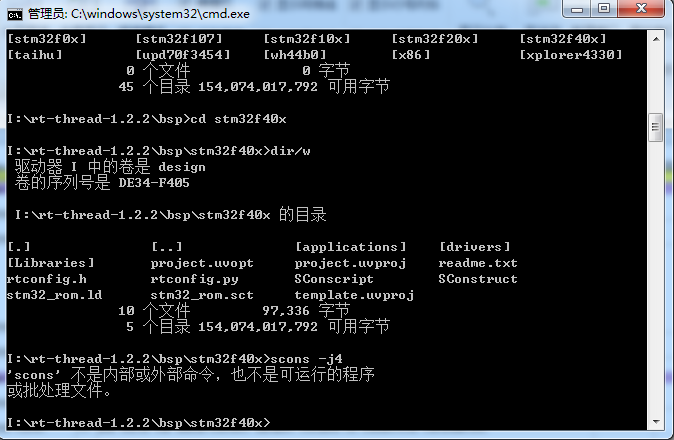 管理员: C:\windows\system32\cmd.exe
[stm32f0x] [stm32f107] [stm32f10x] [stm32f20x] [stm32f40x]
[taihu] [upd70f3454] [wh44b0] [x86] [xplorer4330]
0 个文件 0 字节
45 个目录 154,074,017,792 可用字节
I:\rt-thread-1.2.2\bsp>cd stm32f40x
I:\rt-thread-1.2.2\bsp\stm32f40x>dir/w
驱动器 I 中的卷是 design
卷的序列号是 DE34-F405
I:\rt-thread-1.2.2\bsp\stm32f40x 的目录
[.] [..] [applications] [drivers]
[Libraries] project.uvopt project.uvproj readme.txt
rtconfig.h rtconfig.py SConscript SConstruct
stm32_rom.ld stm32_rom.sct template.uvproj
10 个文件 97,336 字节
5 个目录 154,074,017,792 可用字节
I:\rt-thread-1.2.2\bsp\stm32f40x>scons -j4
'scons' 不是内部或外部命令，也不是可运行的程序
或批处理文件。
I:\rt-thread-1.2.2\bsp\stm32f40x>